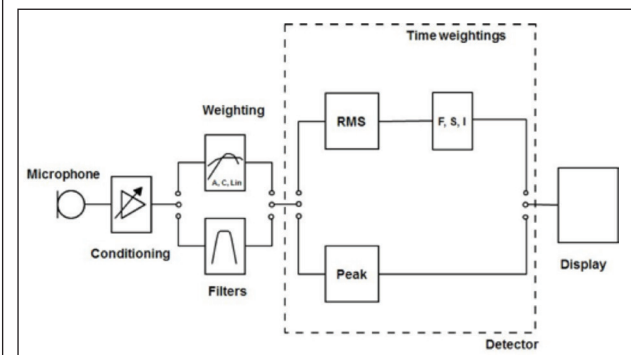 Time weightings
Weighting
RMS
F, S, I
Microphone
A, C, Lin
Conditioning
Filters
Peak
Display
Detector